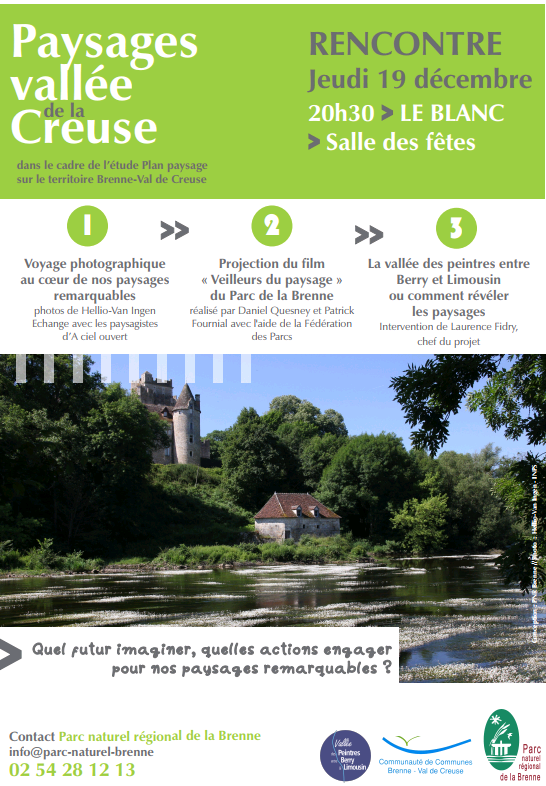 Paysages
vallée
de la
Creuse
dans le cadre de l'étude Plan paysage
sur le territoire Brenne-Val de Creuse
RENCONTRE
Jeudi 19 décembre
20h30 > LE BLANC
> Salle des fêtes
1
Voyage photographique
au cœur de nos paysages
remarquables
photos de Hellio-Van Ingen
Echange avec les paysagistes
d'A ciel ouvert
>>
2
Projection du film
« Veilleurs du paysage »
du Parc de la Brenne
réalisé par Daniel Quesney et Patrick
Fournial avec l'aide de la Fédération
des Parcs
>>
3
La vallée des peintres entre
Berry et Limousin
ou comment révéler
les paysages
Intervention de Laurence Fidry,
chef du projet
> Quel futur imaginer, quelles actions engager
pour nos paysages remarquables ?
Contact Parc naturel régional de la Brenne
info@parc-naturel-brenne
02 54 28 12 13
Vallée
des Peintres
entre Berry
et Limousin
Communauté de Communes
Brenne - Val de Creuse
Parc
naturel
régional
de la Brenne